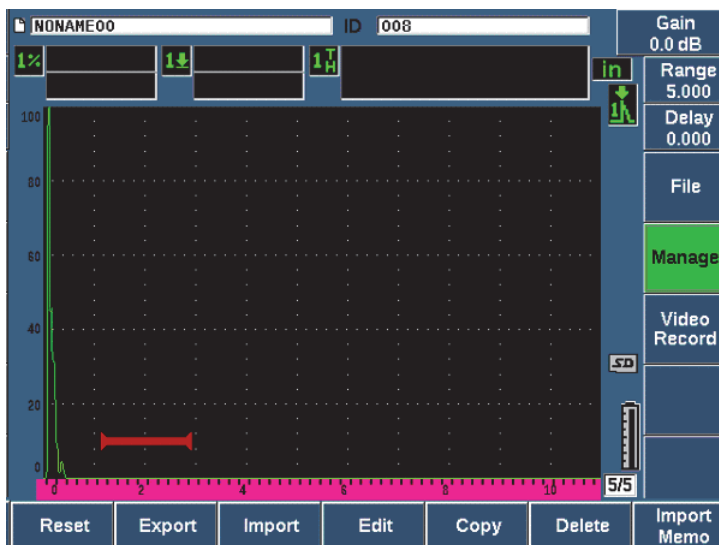 NONAME00 ID 008
Gain
0.0 dB
1% 1 1 T H in
Range
5.000
Delay
0.000
File
Manage
Video
Record
SD
5/5
100
80
60
40
20
0
0 2 4 6 8 10
Reset Export Import Edit Copy Delete Import
Memo